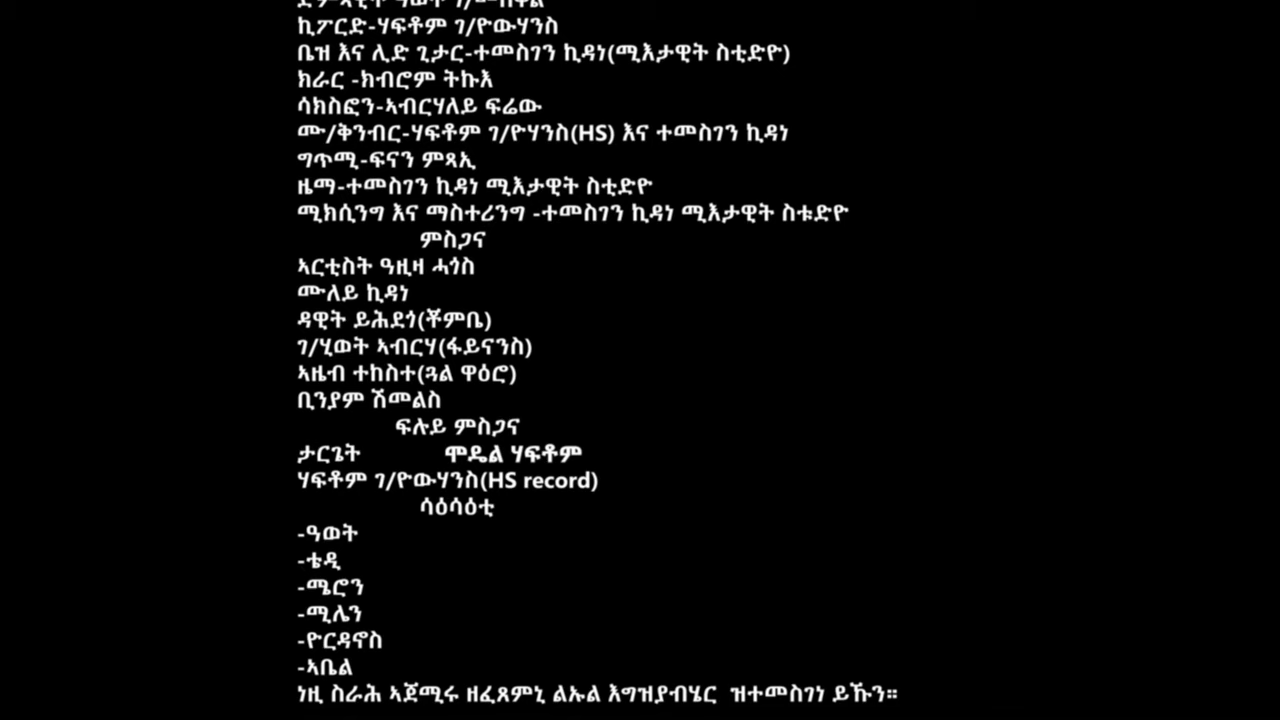 ኪቦርድ-ሃፍቶም ገ/ዮውሃንስ
ቤዝ እና ሊድ ጊታር-ተመስገን ኪዳነ(ሚእታዊት ስቲድዮ)
ክራር -ክብሮም ትኩእ
ሳክስፎን-ኣብርሃለይ ፍሬው
ሙ/ቅንብር-ሃፍቶም ገ/ዮሃንስ(HS) እና ተመስገን ኪዳነ
ግጥሚ-ፍናን ምጻኢ
ዜማ-ተመስገን ኪዳነ ሚእታዊት ስቲድዮ
ሚክሲንግ እና ማስተሪንግ -ተመስገን ኪዳነ ሚእታዊት ስቱድዮ
ምስጋና
ኣርቲስት ዓዚዛ ሓጎስ
ሙለይ ኪዳነ
ዳዊት ይሕደጎ(ቾምቤ)
ገ/ሂወት ኣብርሃ(ፋይናንስ)
ኣዜብ ተከስተ(ጓል ዋዕሮ)
ቢንያም ሽመልስ
ፍሉይ ምስጋና
ታርጌት ሞዴል ሃፍቶም
ሃፍቶም ገ/ዮውሃንስ(HS record)
ሳዕሳዕቲ
-ዓወት
-ቴዲ
-ሜሮን
-ሚሌን
-ዮርዳኖስ
-ኣቤል
ነዚ ስራሕ ኣጀሚሩ ዘፈጸምኒ ልኡል እግዝያብሄር ዝተመስገነ ይኹን።